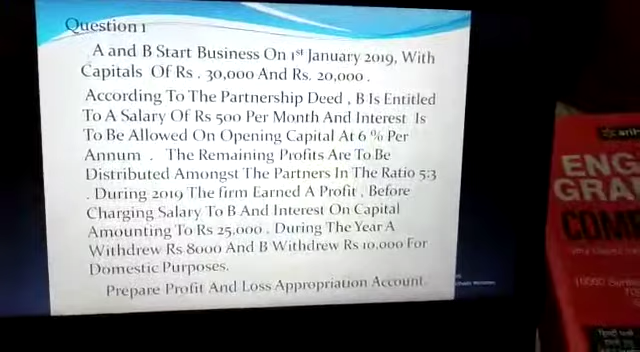 Question 1
A and B Start Business On 1st January 2019, With
Capitals Of Rs . 30,000 And Rs. 20,000 .
According To The Partnership Deed , B Is Entitled
To A Salary Of Rs 500 Per Month And Interest Is
To Be Allowed On Opening Capital At 6 % Per
Annum . The Remaining Profits Are To Be
Distributed Amongst The Partners In The Ratio 5:3
. During 2019 The firm Earned A Profit , Before
Charging Salary To B And Interest On Capital
Amounting To Rs 25,000 . During The Year A
Withdrew Rs 8000 And B Withdrew Rs 10,000 For
Domestic Purposes.
Prepare Profit And Loss Appropriation Account.
ENG
GRA
COM